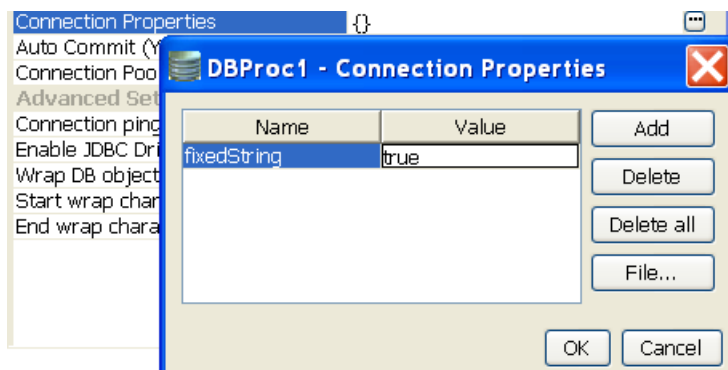 Connection Properties {}
Auto Commit (Y
DBProc1 - Connection Properties
Connection Poo
Advanced Set
Connection ping
Name Value Add
Enable JDBC Dri
fixedString true
Wrap DB object
Delete
Start wrap char
End wrap chara
Delete all
File...
OK Cancel